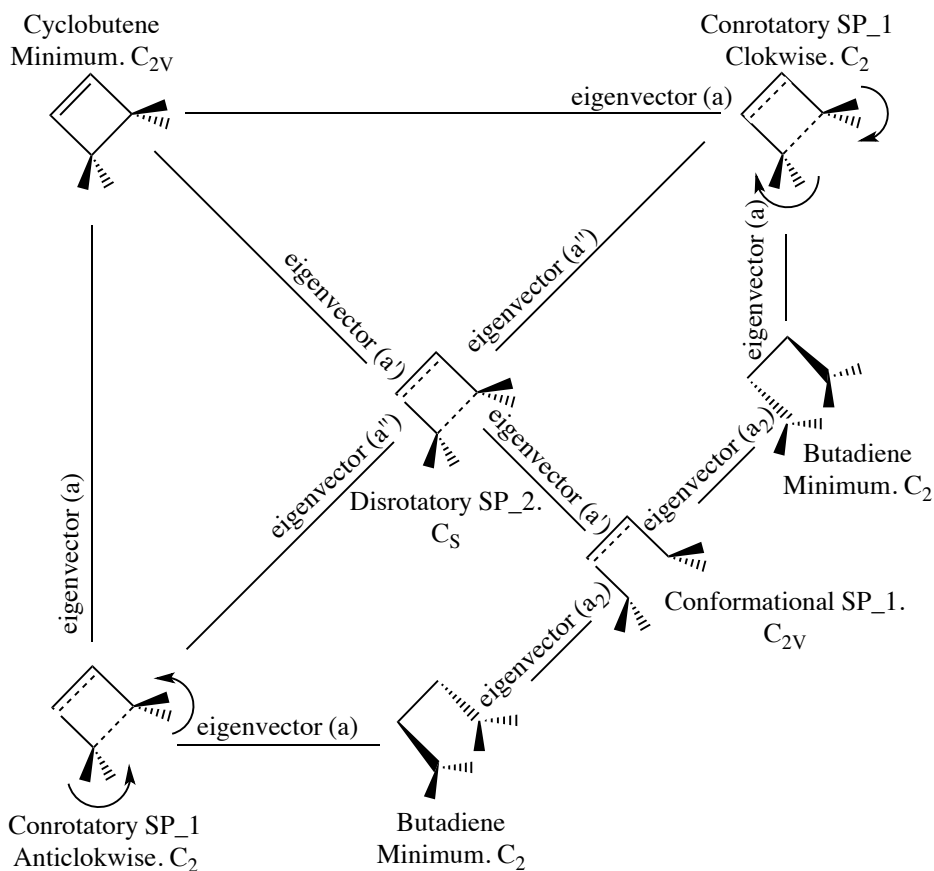 Cyclobutene
Minimum. C2V
Conrotatory SP_1
Clokwise. C2
eigenvector (a)
eigenvector (a)
eigenvector (a')
eigenvector (a'')
eigenvector (a'')
eigenvector (a')
eigenvector (a2)
Butadiene
Minimum. C2
Disrotatory SP_2.
CS
eigenvector (a)
Conformational SP_1.
C2V
eigenvector (a2)
eigenvector (a)
Conrotatory SP_1
Anticlokwise. C2
Butadiene
Minimum. C2